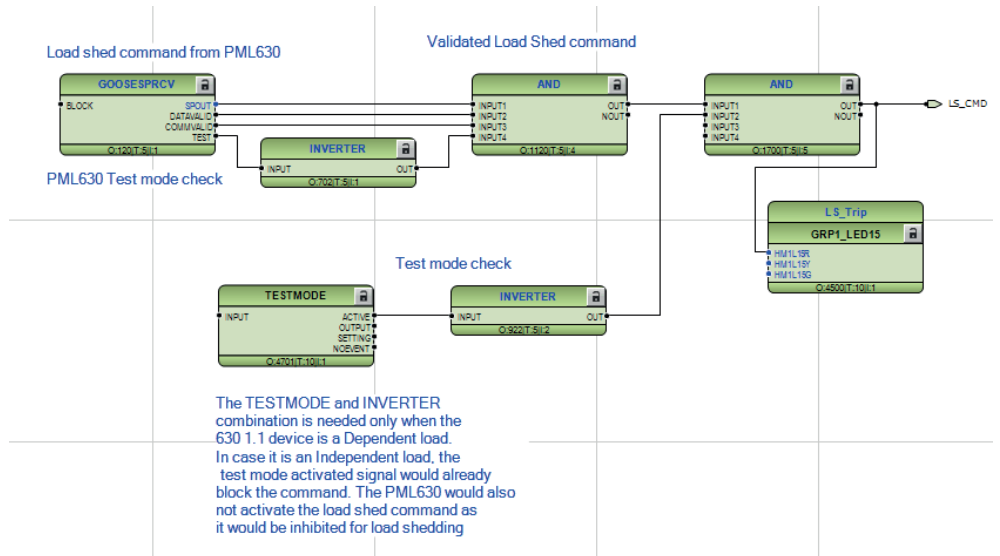 Load shed command from PML630
Validated Load Shed command
GOOSESPRCV
BLOCK
SPOUT
DATAVALID
COMMVALID
TEST
O:120|T:5|I:1
INVERTER
INPUT
OUT
O:702|T:5|I:1
AND
INPUT1
INPUT2
INPUT3
INPUT4
OUT
NOUT
O:1120|T:5|I:4
AND
INPUT1
INPUT2
INPUT3
INPUT4
OUT
NOUT
O:1700|T:5|I:5
LS_CMD
PML630 Test mode check
LS_Trip
GRP1_LED15
HM1L15R
HM1L15Y
HM1L15G
O:4500|T:10|I:1
Test mode check
TESTMODE
INPUT
ACTIVE
OUTPUT
SETTING
NOEVENT
O:4701|T:10|I:1
INVERTER
INPUT
OUT
O:922|T:5|I:2
The TESTMODE and INVERTER
combination is needed only when the
630 1.1 device is a Dependent load.
In case it is an Independent load, the
test mode activated signal would already
block the command. The PML630 would also
not activate the load shed command as
it would be inhibited for load shedding